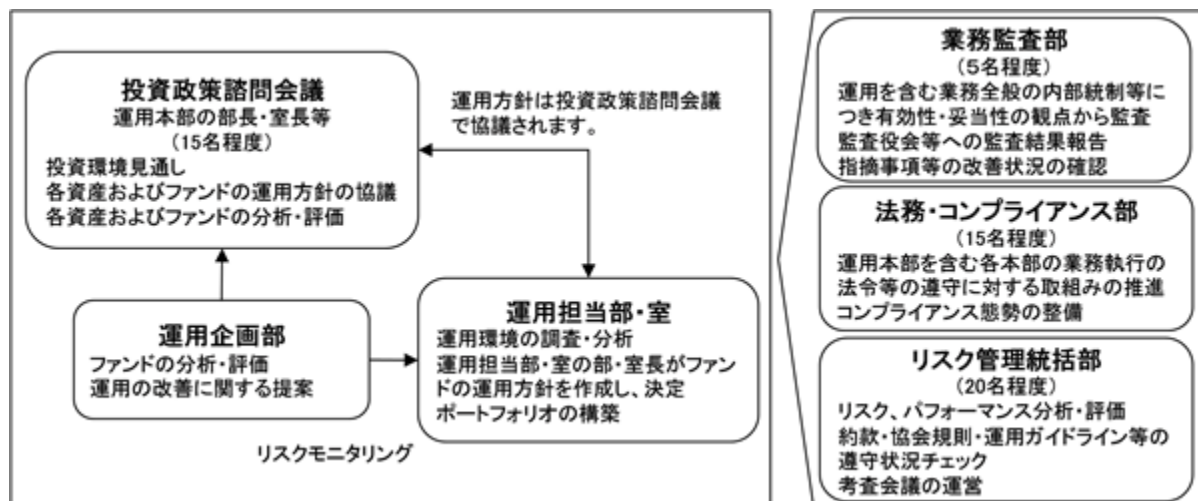 投資政策諮問会議
運用本部の部長・室長等
(15名程度)
投資環境見通し
各資産およびファンドの運用方針の協議
各資産およびファンドの分析・評価
運用方針は投資政策諮問会議
で協議されます。
運用企画部
ファンドの分析・評価
運用の改善に関する提案
運用担当部・室
運用環境の調査・分析
運用担当部・室の部・室長がファン
ドの運用方針を作成し、決定
ポートフォリオの構築
リスクモニタリング
業務監査部
(5名程度)
運用を含む業務全般の内部統制等に
つき有効性・妥当性の観点から監査
監査役会等への監査結果報告
指摘事項等の改善状況の確認
法務・コンプライアンス部
(15名程度)
運用本部を含む各本部の業務執行の
法令等の遵守に対する取組みの推進
コンプライアンス態勢の整備
リスク管理統括部
(20名程度)
リスク、パフォーマンス分析・評価
約款・協会規則・運用ガイドライン等の
遵守状況チェック
考査会議の運営